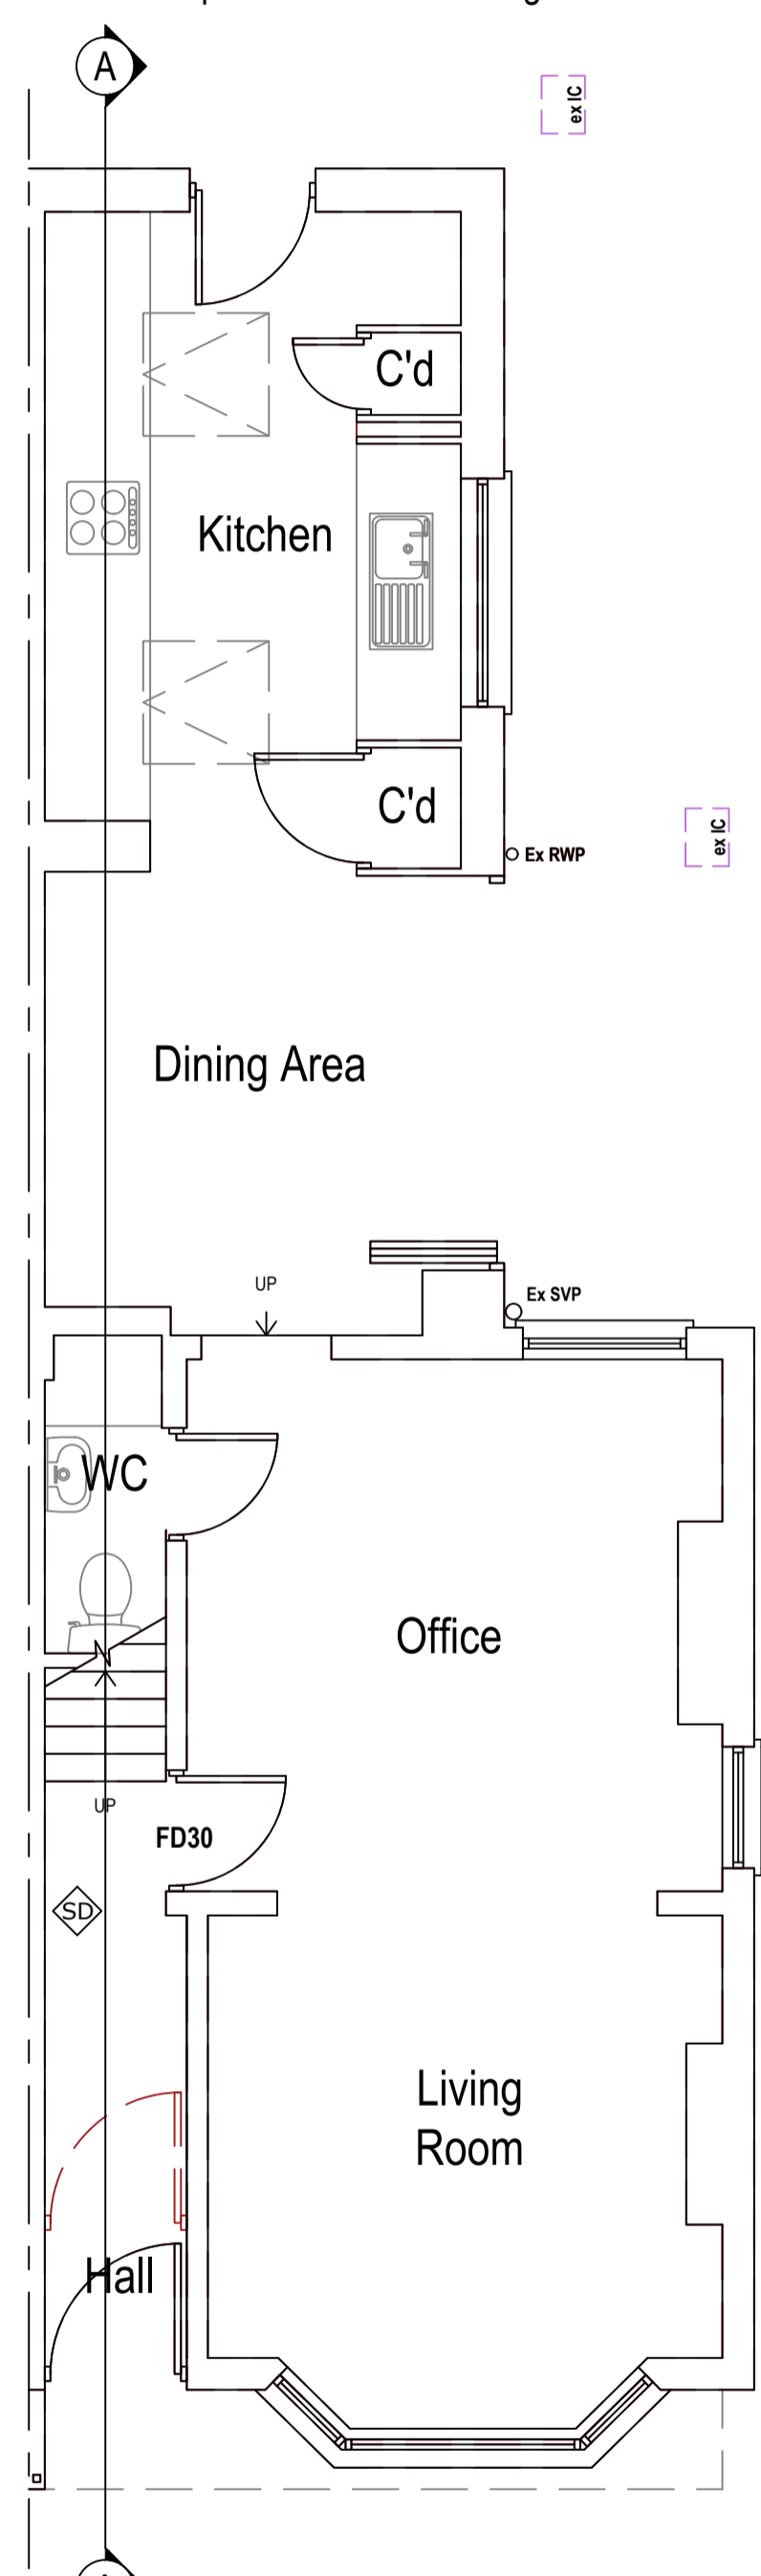 A
ex IC
C'd
Kitchen
C'd
Ex RWP
ex IC
Dining Area
UP
Ex SVP
WC
Office
UP
FD30
SD
Living
Room
Hall